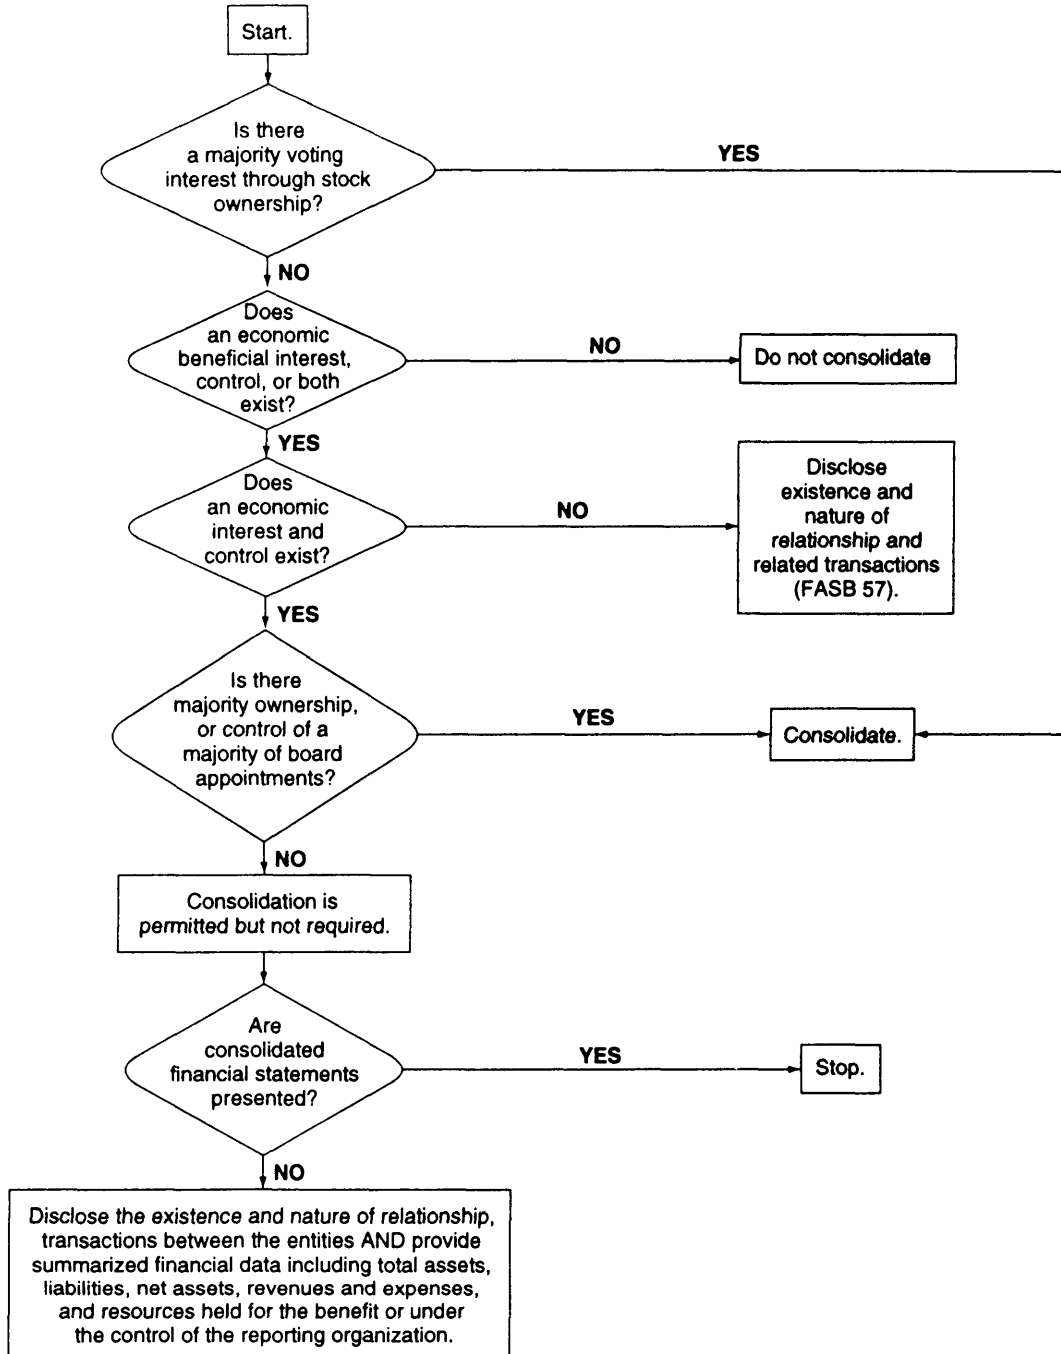 Start.
Is there
a majority voting
interest through stock
ownership?
YES
NO
Does
an economic
beneficial interest,
control, or both
exist?
NO
Do not consolidate
YES
Does
an economic
interest and
control exist?
NO
Disclose
existence and
nature of
relationship and
related transactions
(FASB 57).
YES
Is there
majority ownership,
or control of a
majority of board
appointments?
YES
Consolidate.
NO
Consolidation is
permitted but not required.
Are
consolidated
financial statements
presented?
YES
Stop.
NO
Disclose the existence and nature of relationship,
transactions between the entities AND provide
summarized financial data including total assets,
liabilities, net assets, revenues and expenses,
and resources held for the benefit or under
the control of the reporting organization.